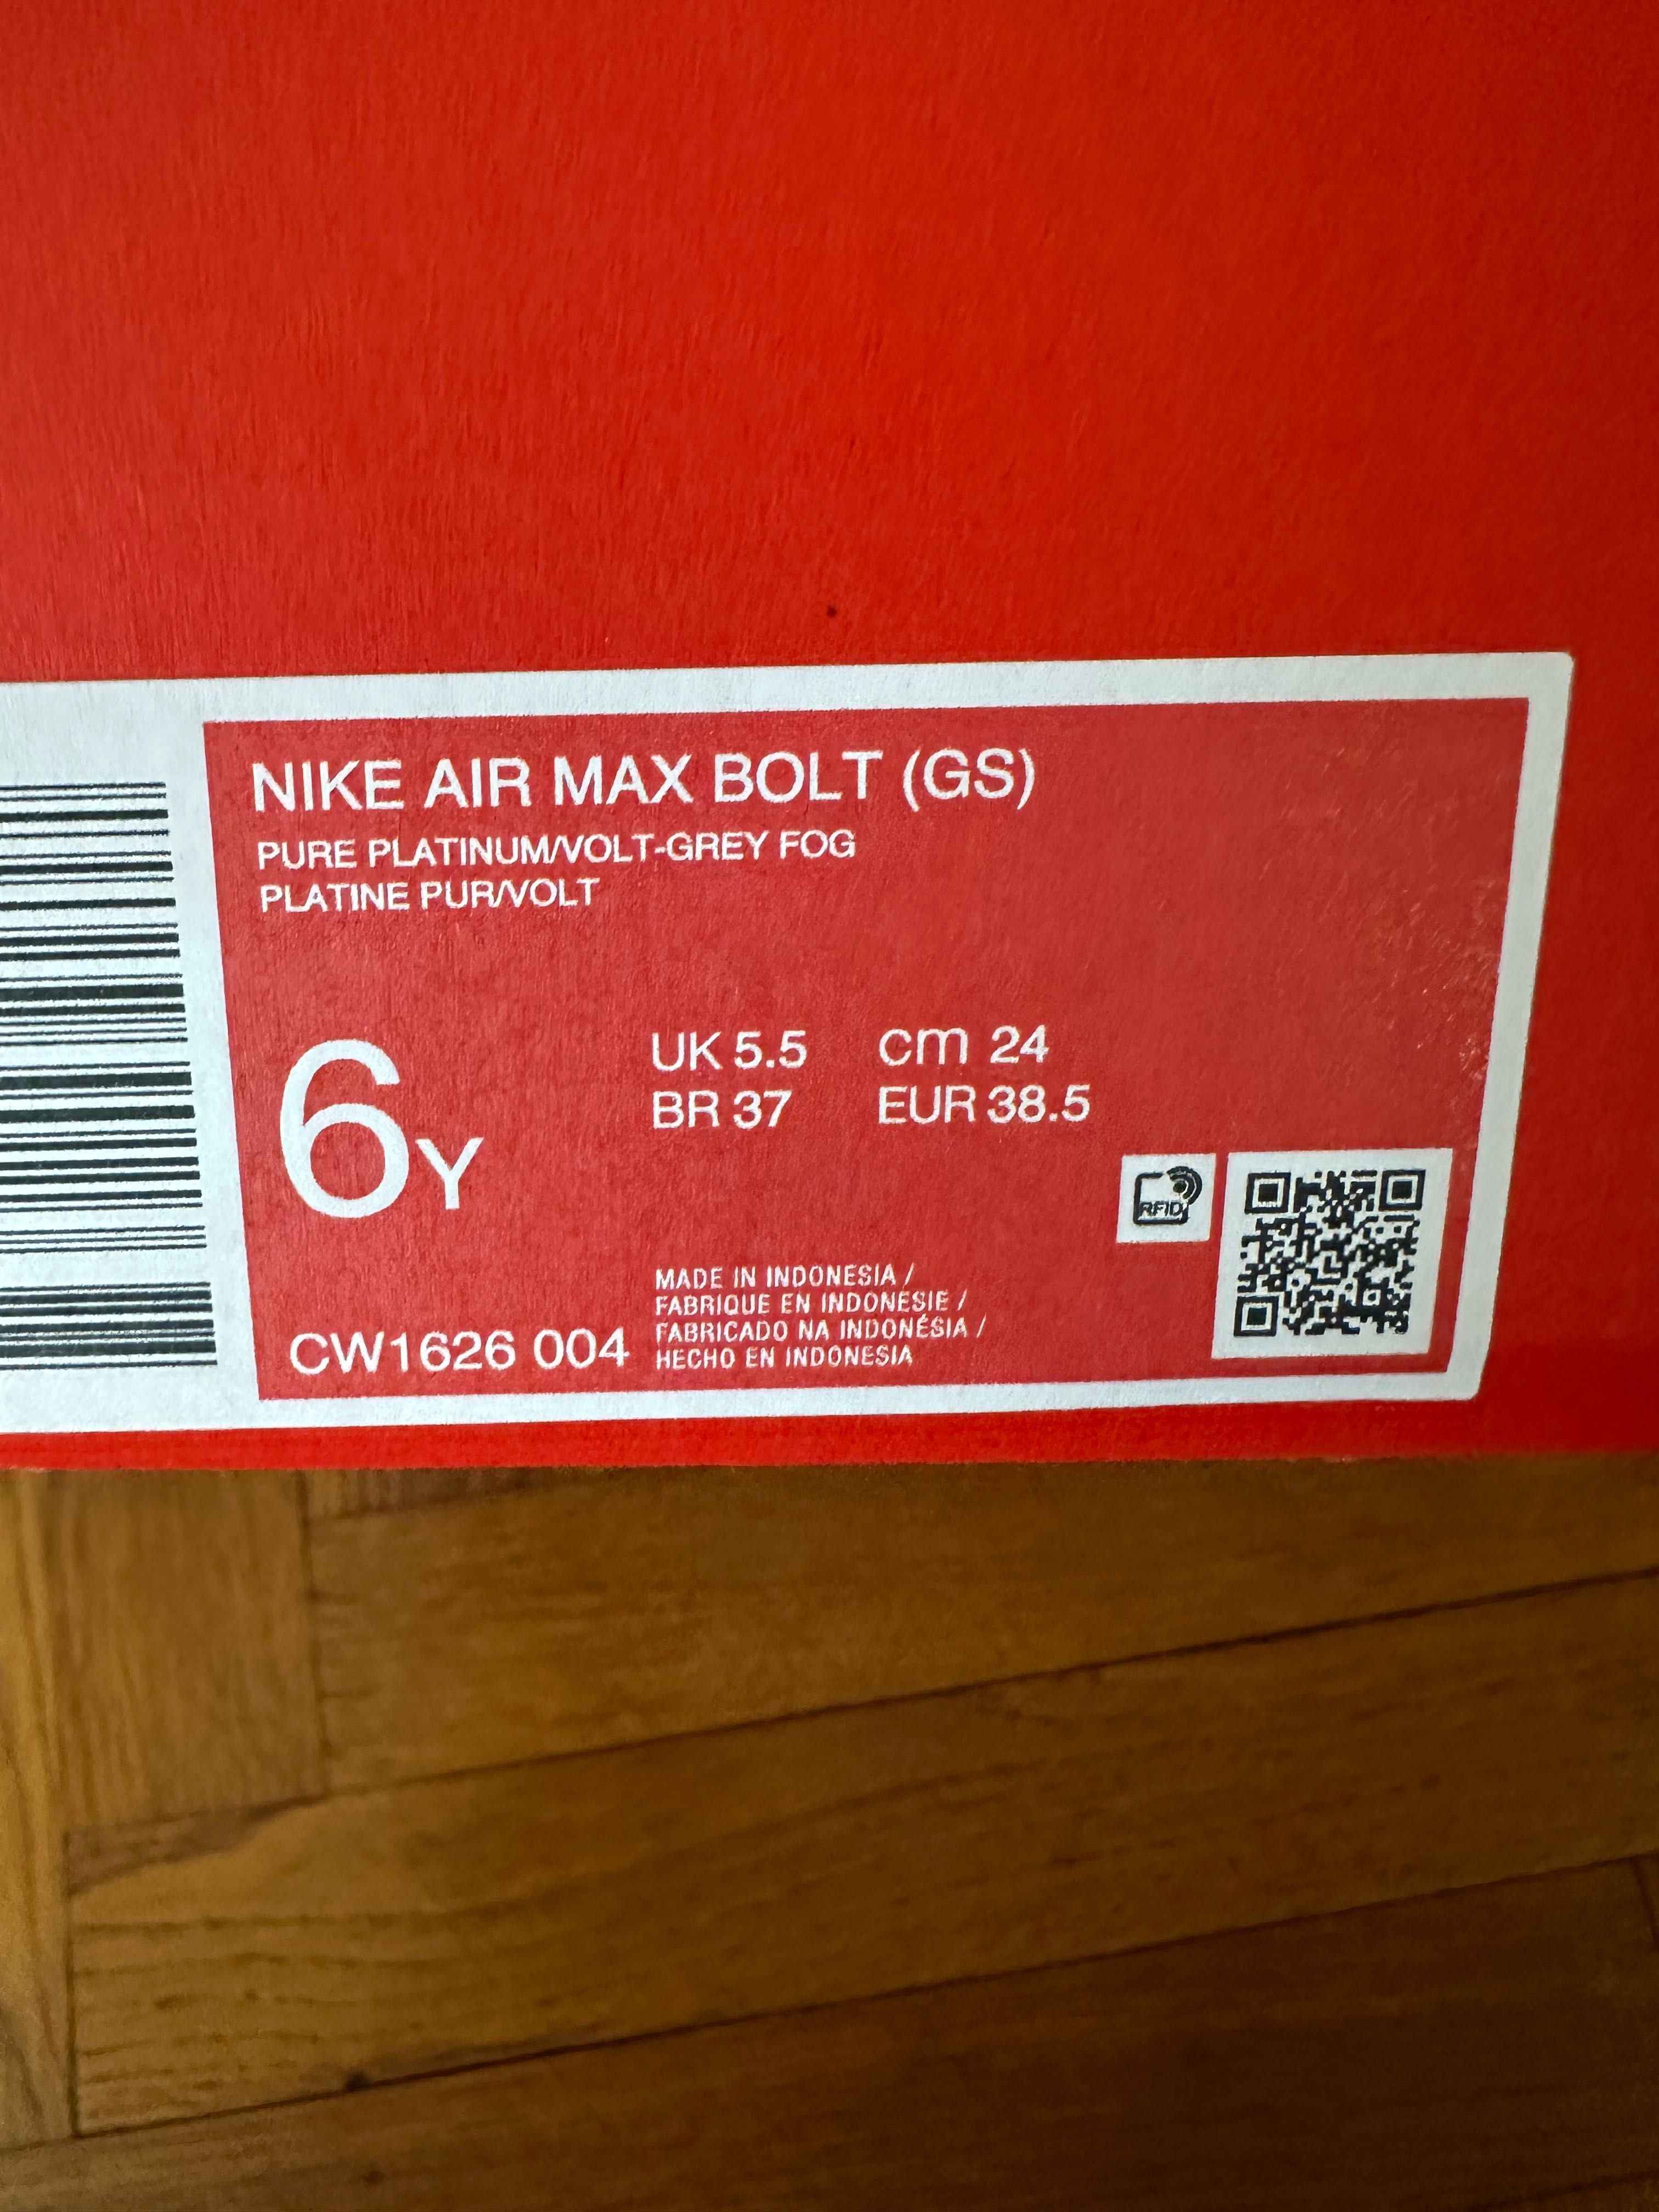 NIKE AIR MAX BOLT (GS)
PURE PLATINUM/VOLT-GREY FOG
PLATINE PUR/VOLT
6Y
UK 5.5 cm 24
BR 37 EUR 38.5
RFID
CW1626 004
MADE IN INDONESIA /
FABRIQUE EN INDONESIE /
FABRICADO NA INDONÉSIA /
HECHO EN INDONESIA